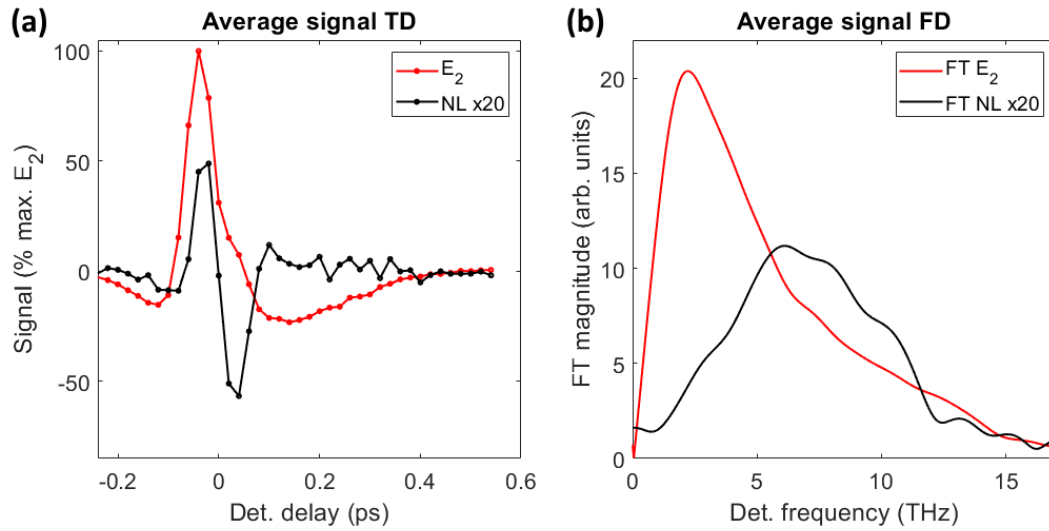 (a)
Average signal TD
Signal (% max. E2)
100
50
0
-50
-0.2
0
0.2
0.4
0.6
Det. delay (ps)
E2
NL x20
(b)
Average signal FD
FT magnitude (arb. units)
20
15
10
5
0
0
5
10
15
Det. frequency (THz)
FT E2
FT NL x20